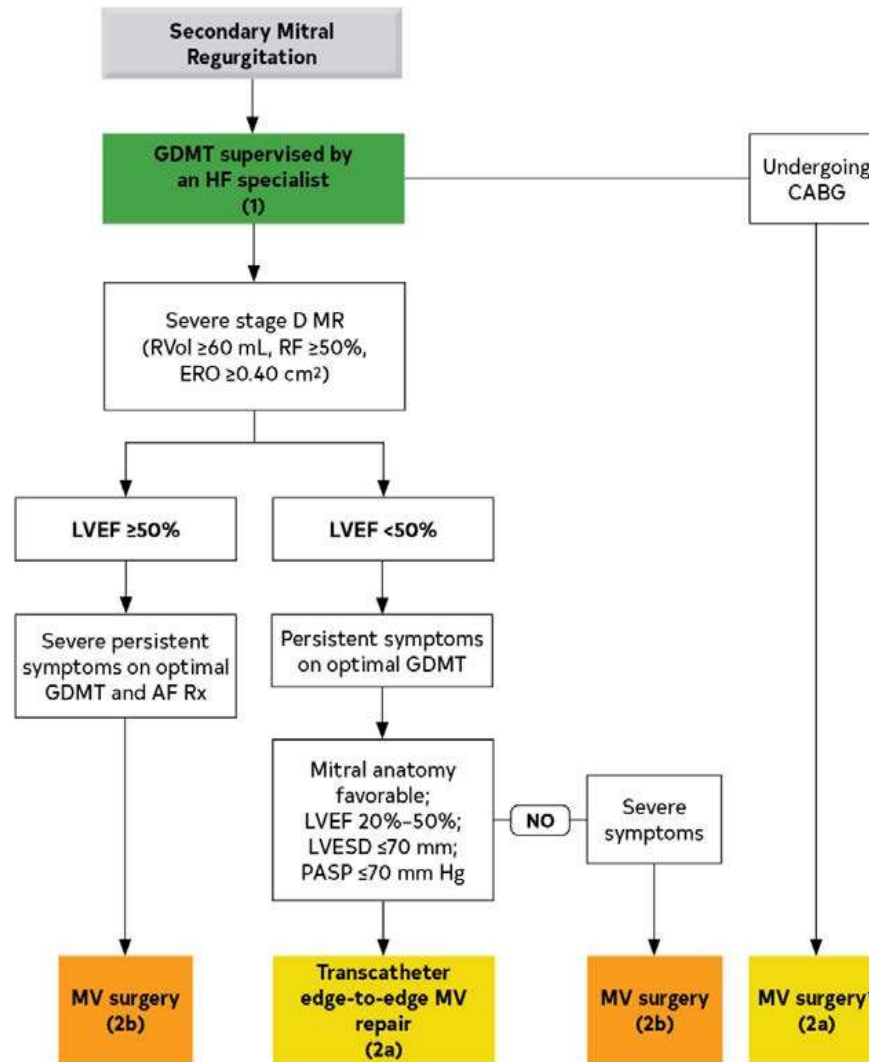 Secondary Mitral
Regurgitation
GDMT supervised by
an HF specialist
(1)
Undergoing
CABG
Severe stage D MR
(RVol ≥60 mL, RF ≥50%,
ERO ≥0.40 cm²)
LVEF ≥50%
LVEF <50%
Severe persistent
symptoms on optimal
GDMT and AF Rx
Persistent symptoms
on optimal GDMT
Mitral anatomy
favorable;
LVEF 20%–50%;
LVESD ≤70 mm;
PASP ≤70 mm Hg
NO
Severe
symptoms
MV surgery
(2b)
Transcatheter
edge-to-edge MV
repair
(2a)
MV surgery
(2b)
MV surgery*
(2a)